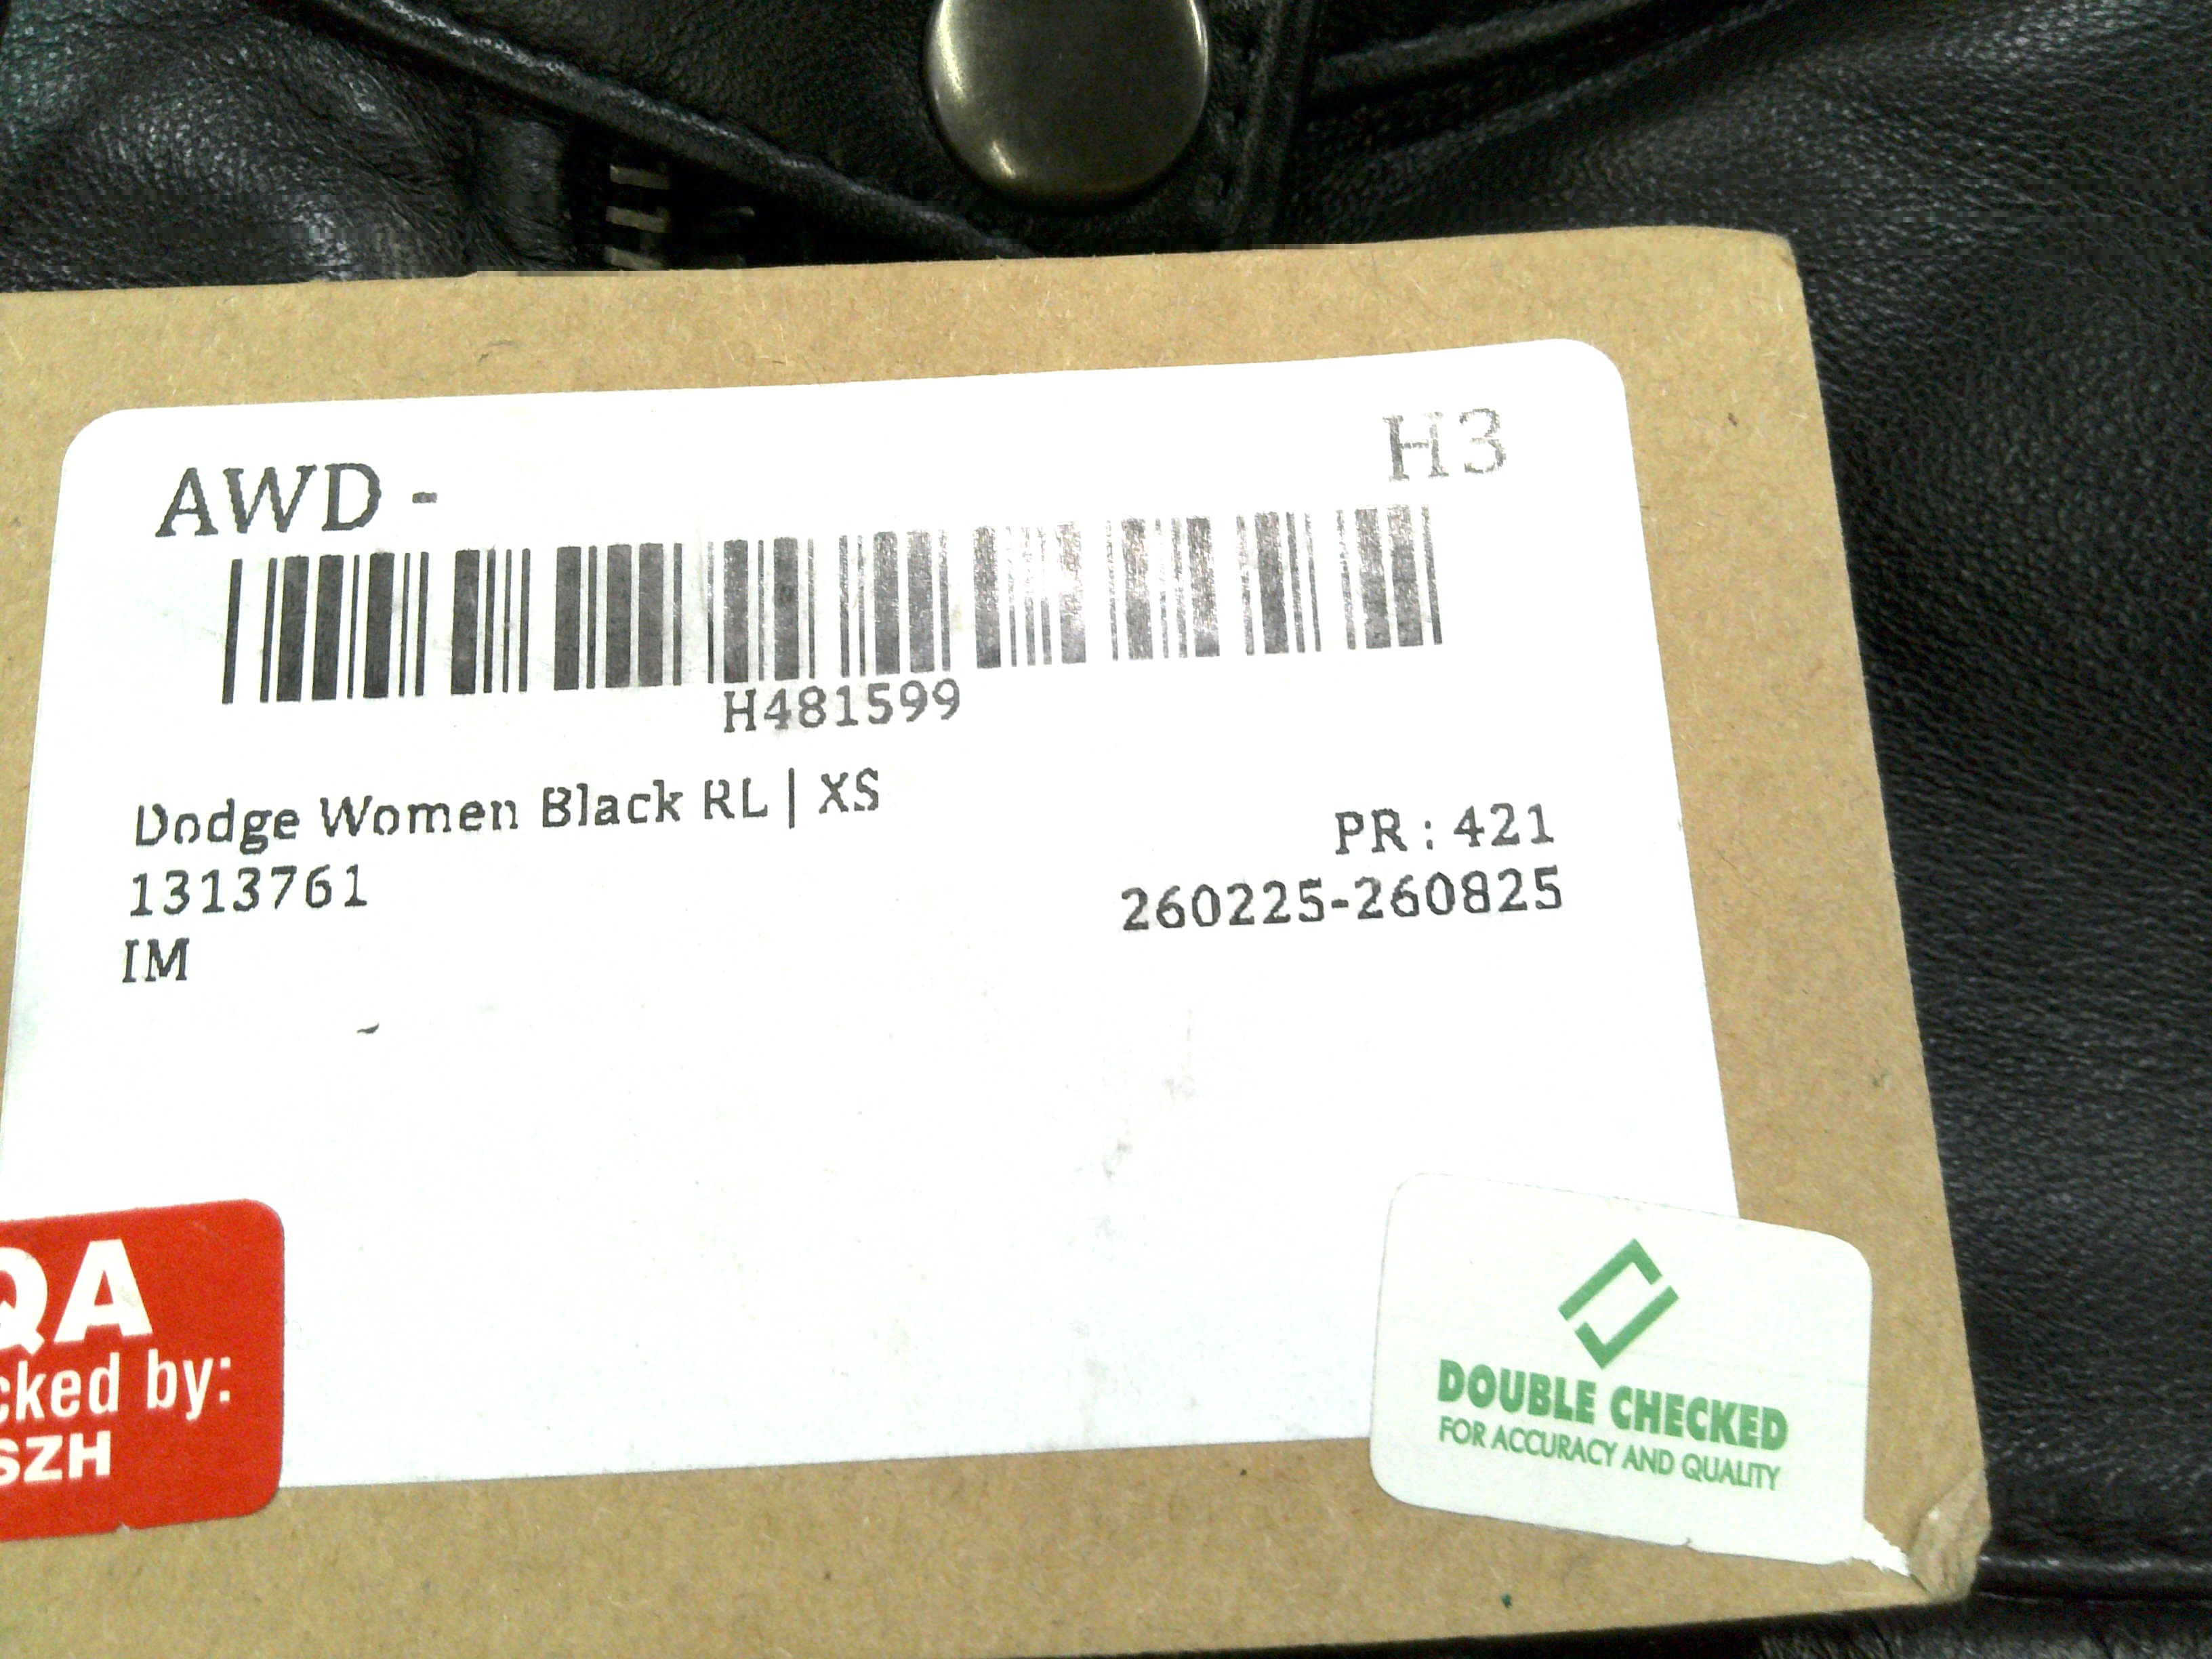 AWD - H3
H481599
Dodge Women Black RL | XS
PR : 421
1313761
260225-260825
IM
QA
cked by:
SZH
DOUBLE CHECKED
FOR ACCURACY AND QUALITY